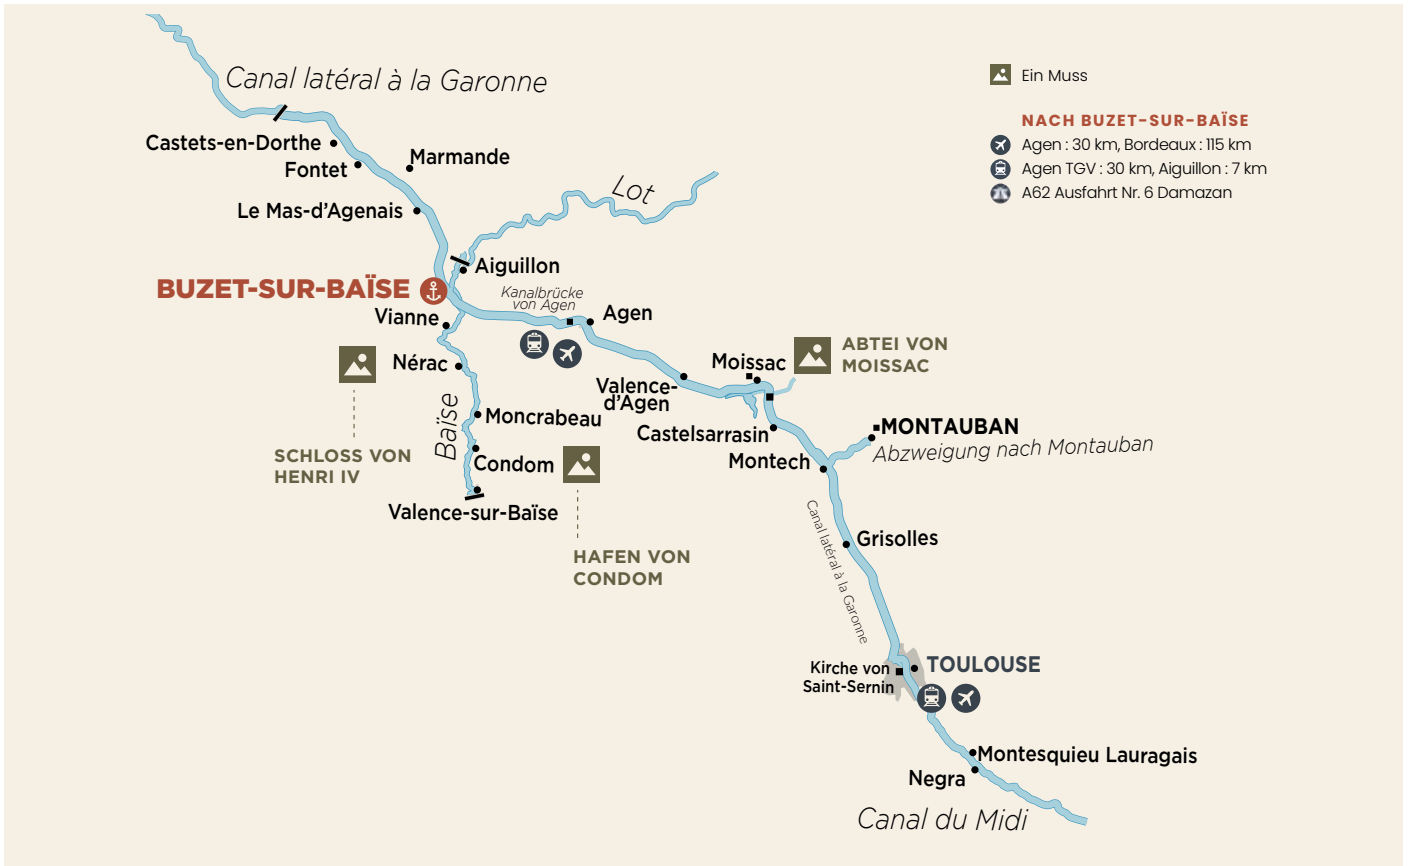 Canal latéral à la Garonne
Ein Muss
NACH BUZET-SUR-BAÏSE
Agen : 30 km, Bordeaux : 115 km
Agen TGV : 30 km, Aiguillon : 7 km
A62 Ausfahrt Nr. 6 Damazan
Castets-en-Dorthe
Fontet
Marmande
Le Mas-d’Agenais
Lot
Aiguillon
BUZET-SUR-BAÏSE
Kanalbrücke
von Agen
Agen
Vianne
Nérac
Moissac
ABTEI VON
MOISSAC
Valence-
d’Agen
Baïse
Moncrabeau
Castelsarrasin
MONTAUBAN
Abzweigung nach Montauban
SCHLOSS VON
HENRI IV
Condom
Montech
Valence-sur-Baïse
HAFEN VON
CONDOM
Canal latéral à la Garonne
Grisolles
Kirche von
Saint-Sernin
TOULOUSE
Montesquieu Lauragais
Negra
Canal du Midi